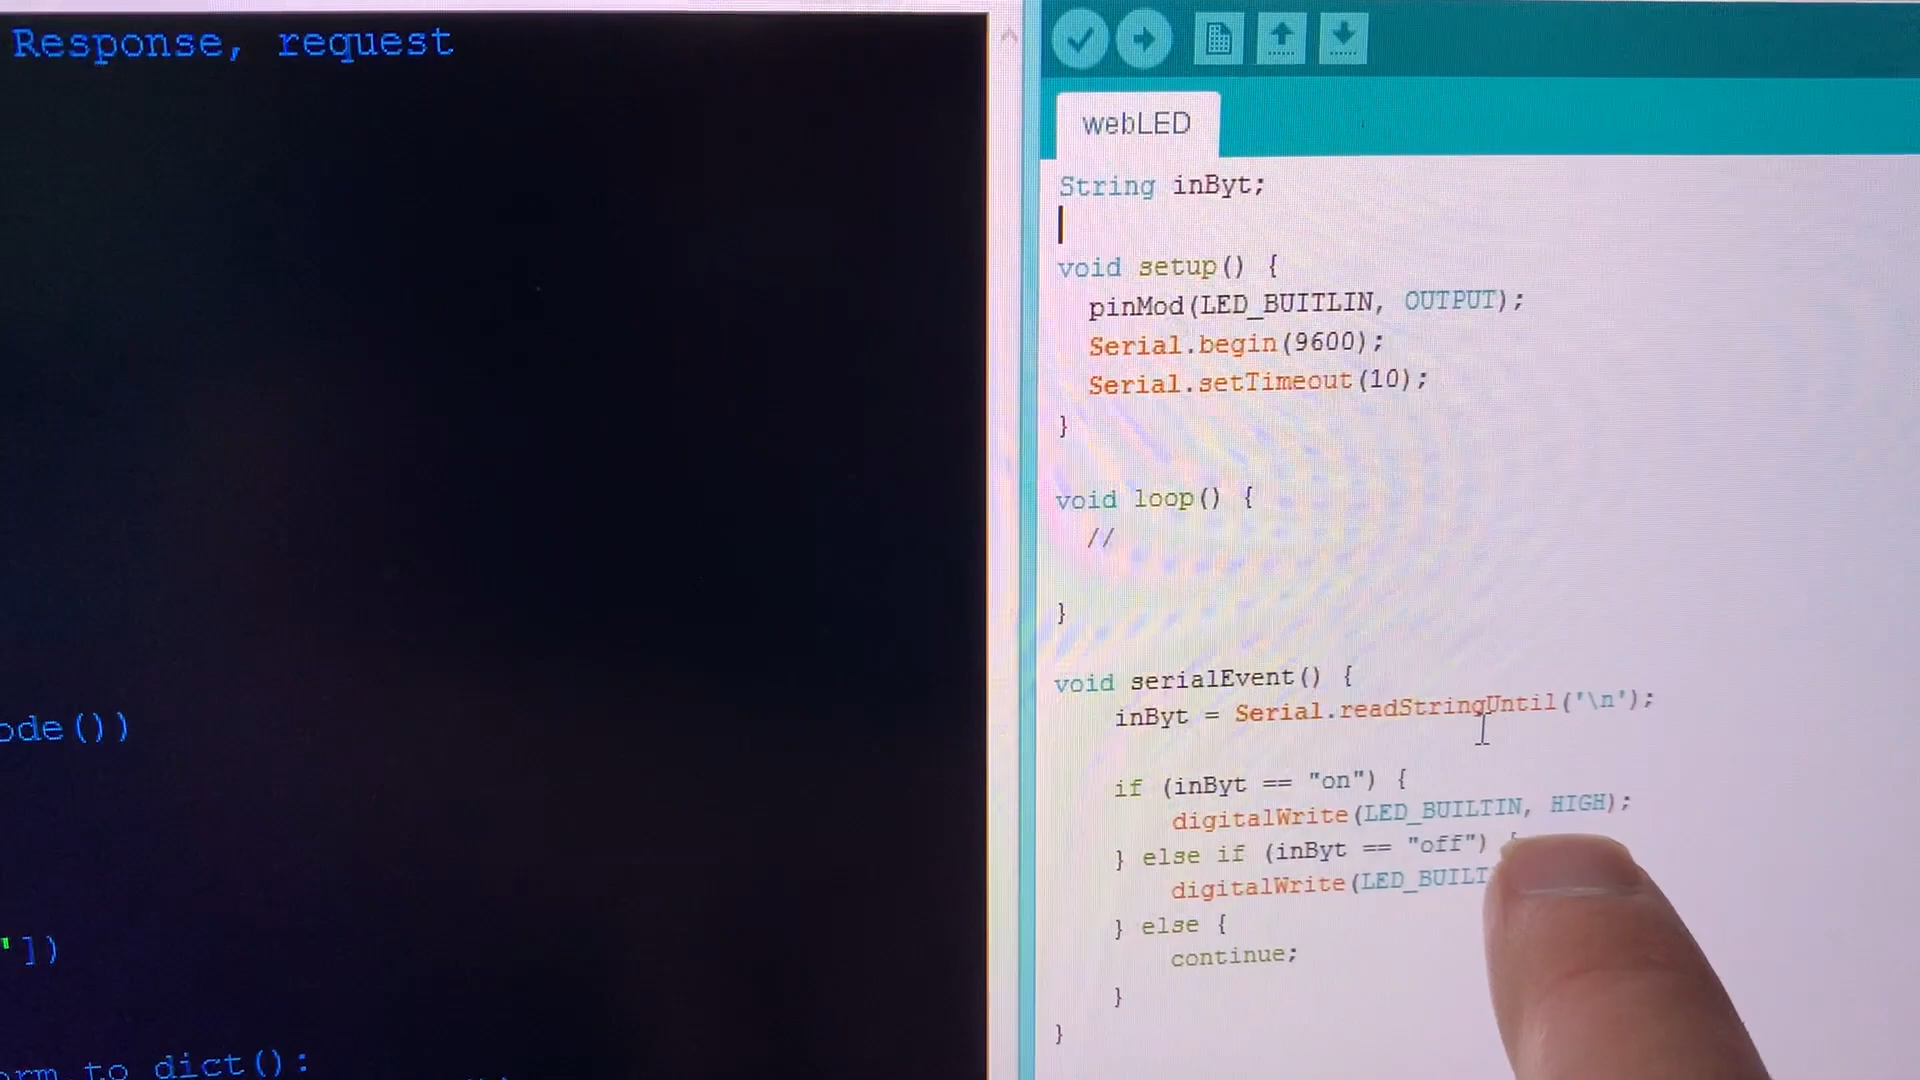 Response, request
ode())
"])
orm to dict():
webLED
String inByt;
void setup() {
pinMod(LED_BUITLIN, OUTPUT);
Serial.begin(9600);
Serial.setTimeout(10);
}
void loop() {
//
}
void serialEvent() {
inByt = Serial.readStringUntil('\n');
if (inByt == "on") {
digitalWrite(LED_BUILTIN, HIGH);
} else if (inByt == "off") {
digitalWrite(LED_BUILT
} else {
continue;
}
}